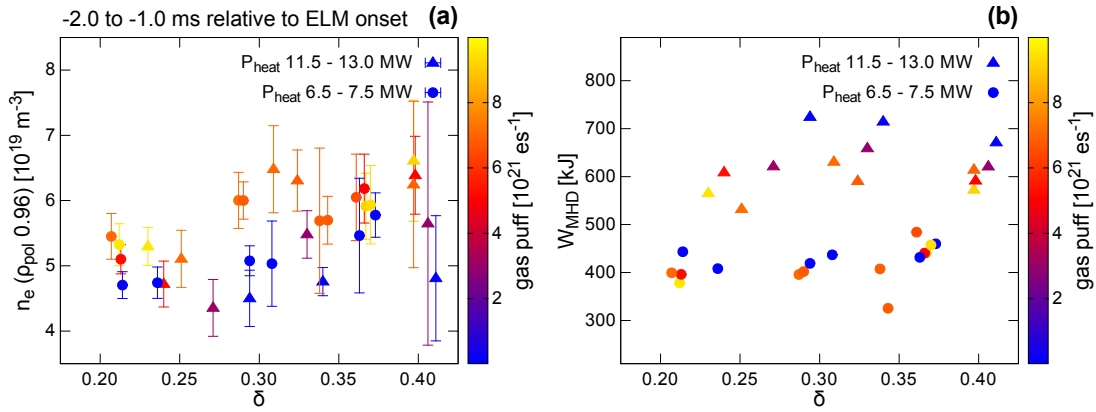 -2.0 to -1.0 ms relative to ELM onset (a)
P_heat 11.5 - 13.0 MW
P_heat 6.5 - 7.5 MW
8
7
6
5
4
n_e (ρ_pol 0.96) [10^19 m^-3]
0.20 0.25 0.30 0.35 0.40
δ
8
6
4
2
gas puff [10^21 es^-1]
(b)
P_heat 11.5 - 13.0 MW
P_heat 6.5 - 7.5 MW
800
700
600
500
400
300
W_MHD [kJ]
0.20 0.25 0.30 0.35 0.40
δ
8
6
4
2
gas puff [10^21 es^-1]